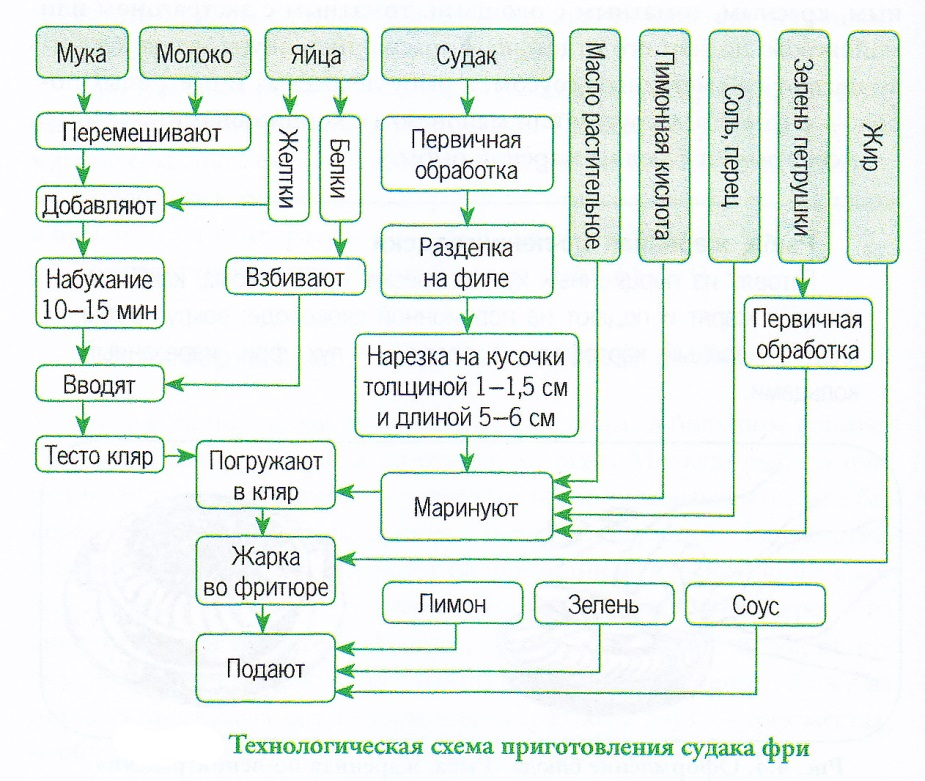 Мука
Молоко
Яйца
Судак
Масло растительное
Лимонная кислота
Соль, перец
Зелень петрушки
Жир
Перемешивают
Желтки
Белки
Первичная
обработка
Добавляют
Разделка
на филе
Набухание
10–15 мин
Взбивают
Первичная
обработка
Нарезка на кусочки
толщиной 1–1,5 см
и длиной 5–6 см
Вводят
Тесто кляр
Погружают
в кляр
Маринуют
Жарка
во фритюре
Лимон
Зелень
Соус
Подают
Технологическая схема приготовления судака фри